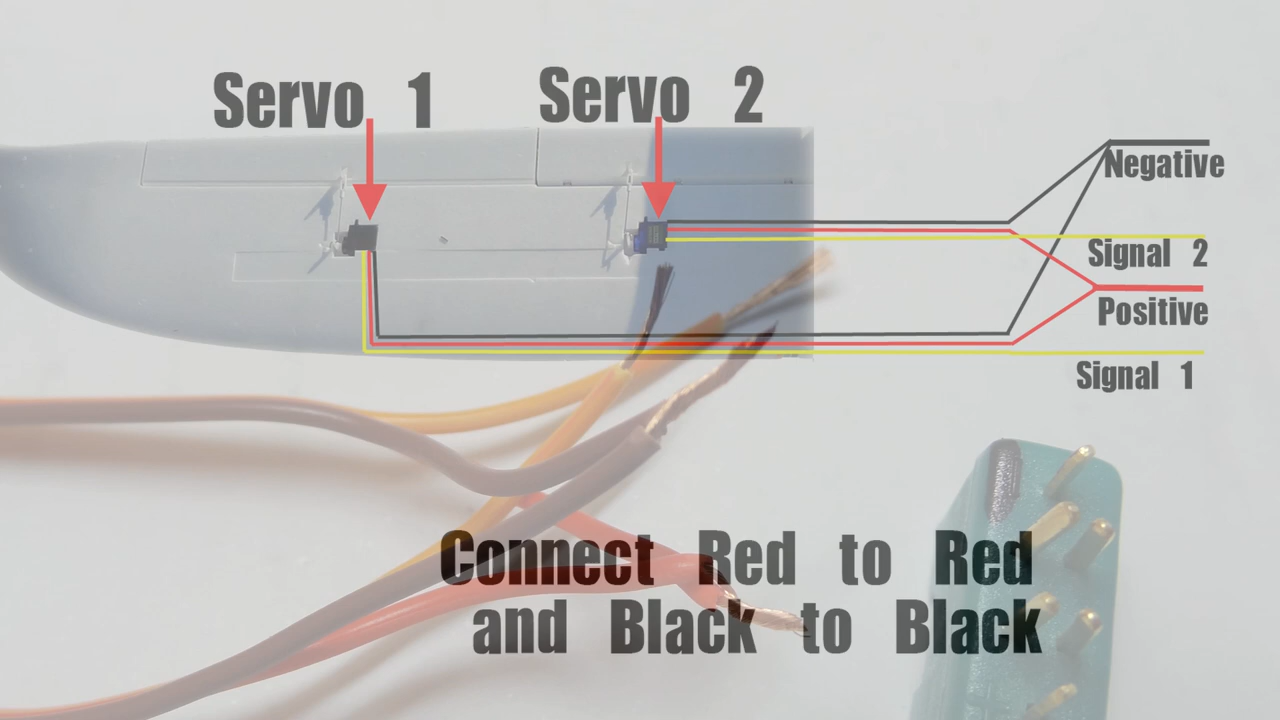 Servo 1
Servo 2
Negative
Signal 2
Positive
Signal 1
Connect Red to Red
and Black to Black